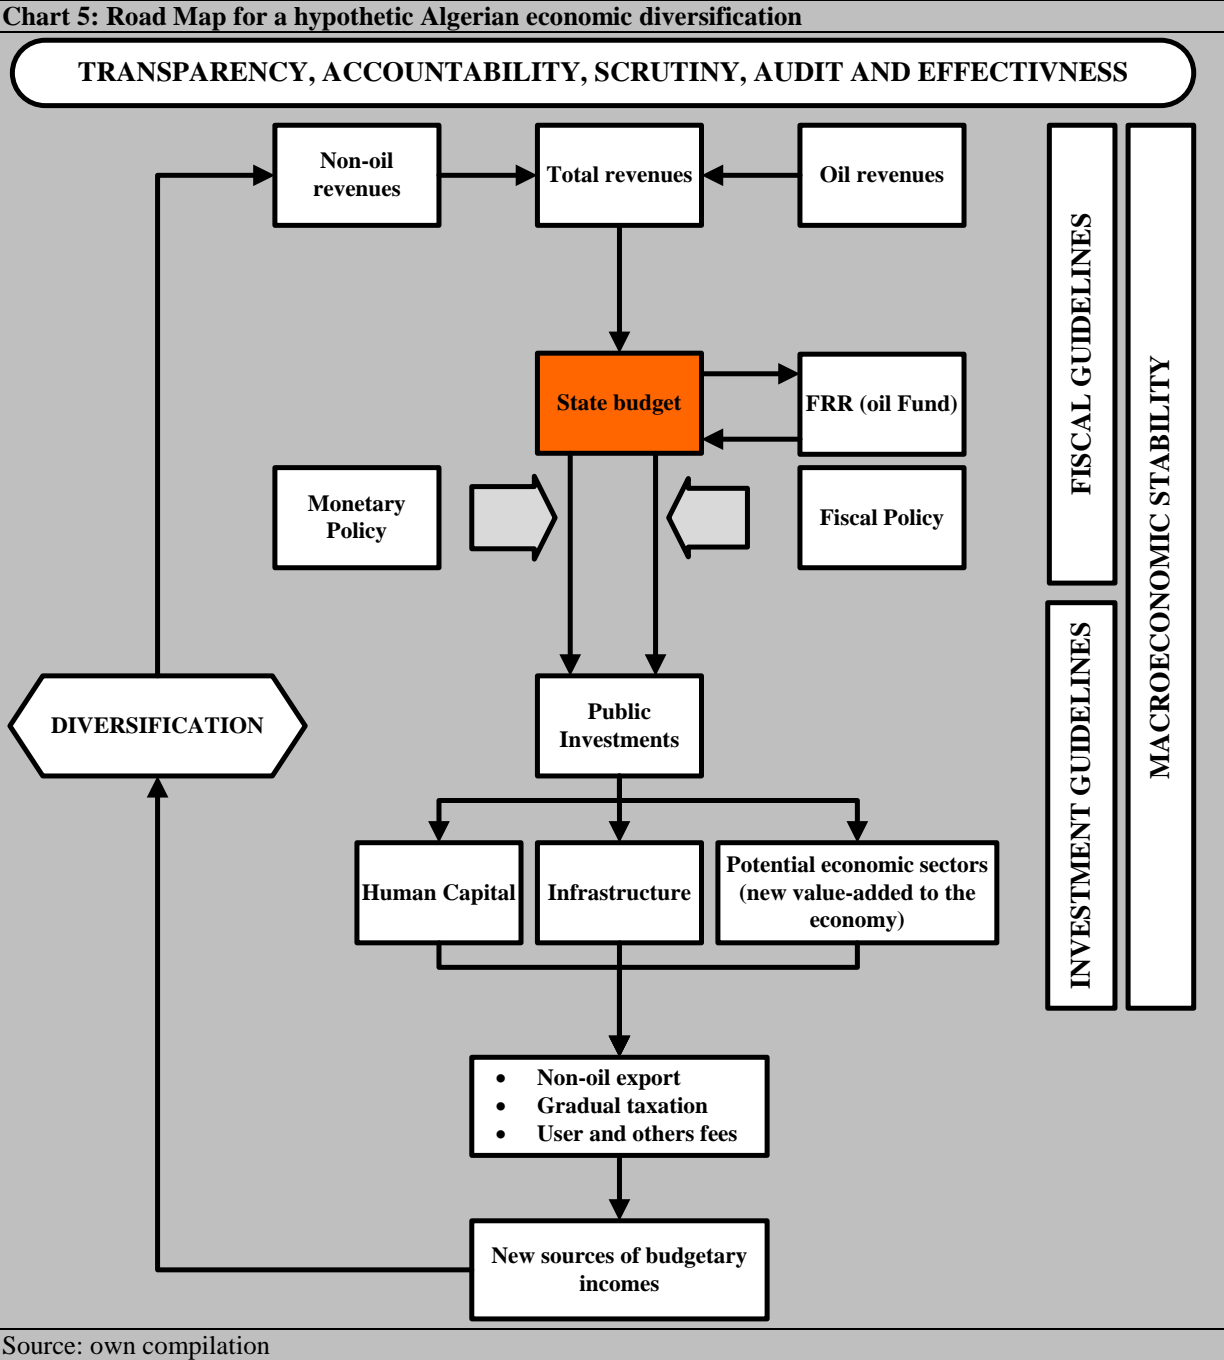 Chart 5: Road Map for a hypothetic Algerian economic diversification
TRANSPARENCY, ACCOUNTABILITY, SCRUTINY, AUDIT AND EFFECTIVNESS
Non-oil
revenues
Total revenues
Oil revenues
FISCAL GUIDELINES
MACROECONOMIC STABILITY
State budget
FRR (oil Fund)
Monetary
Policy
Fiscal Policy
INVESTMENT GUIDELINES
DIVERSIFICATION
Public
Investments
Human Capital
Infrastructure
Potential economic sectors
(new value-added to the
economy)
• Non-oil export
• Gradual taxation
• User and others fees
New sources of budgetary
incomes
Source: own compilation